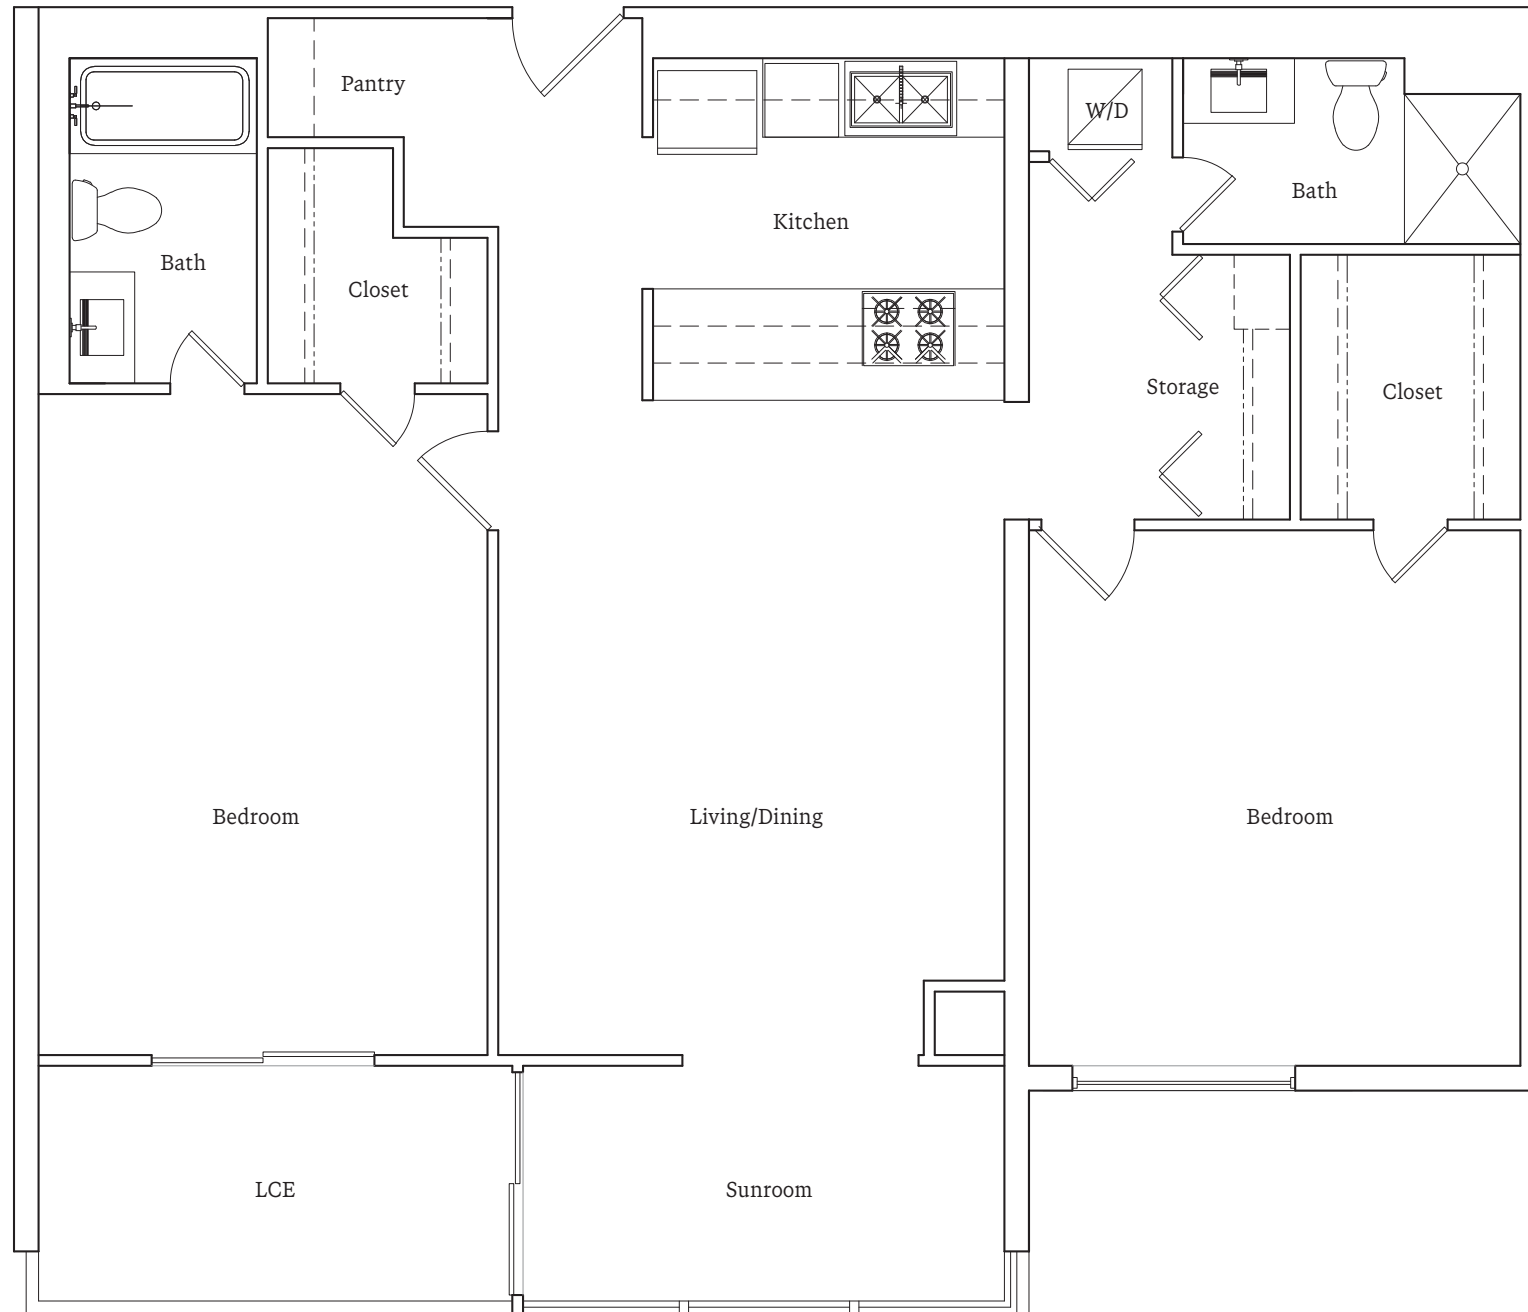 Pantry
W/D
Bath
Kitchen
Bath
Closet
Storage
Closet
Bedroom
Living/Dining
Bedroom
LCE
Sunroom